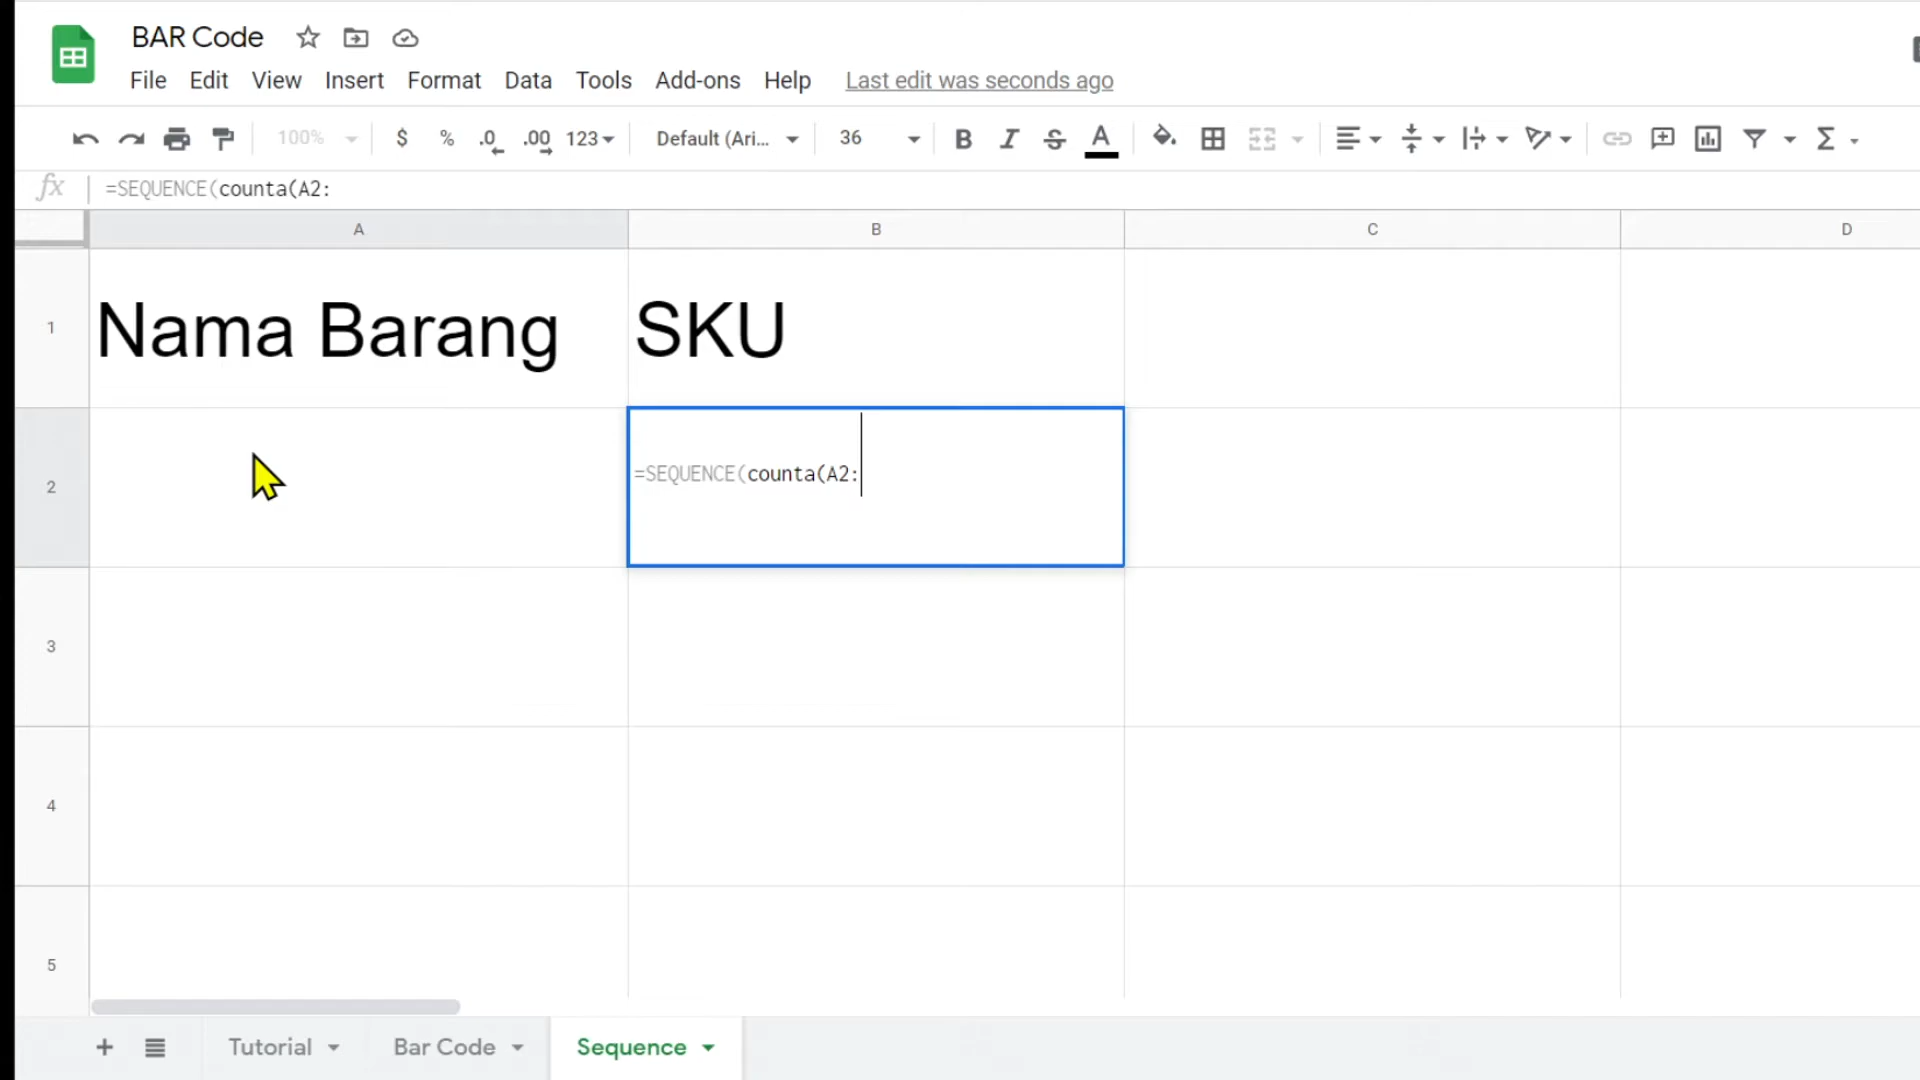 BAR Code
File Edit View Insert Format Data Tools Add-ons Help Last edit was seconds ago
100% $ % .0 .00 123 Default (Ari... 36 B I S A Σ
fx =SEQUENCE(counta(A2:
A B C D
1 Nama Barang SKU
2 =SEQUENCE(counta(A2:
3
4
5
+ Tutorial Bar Code Sequence